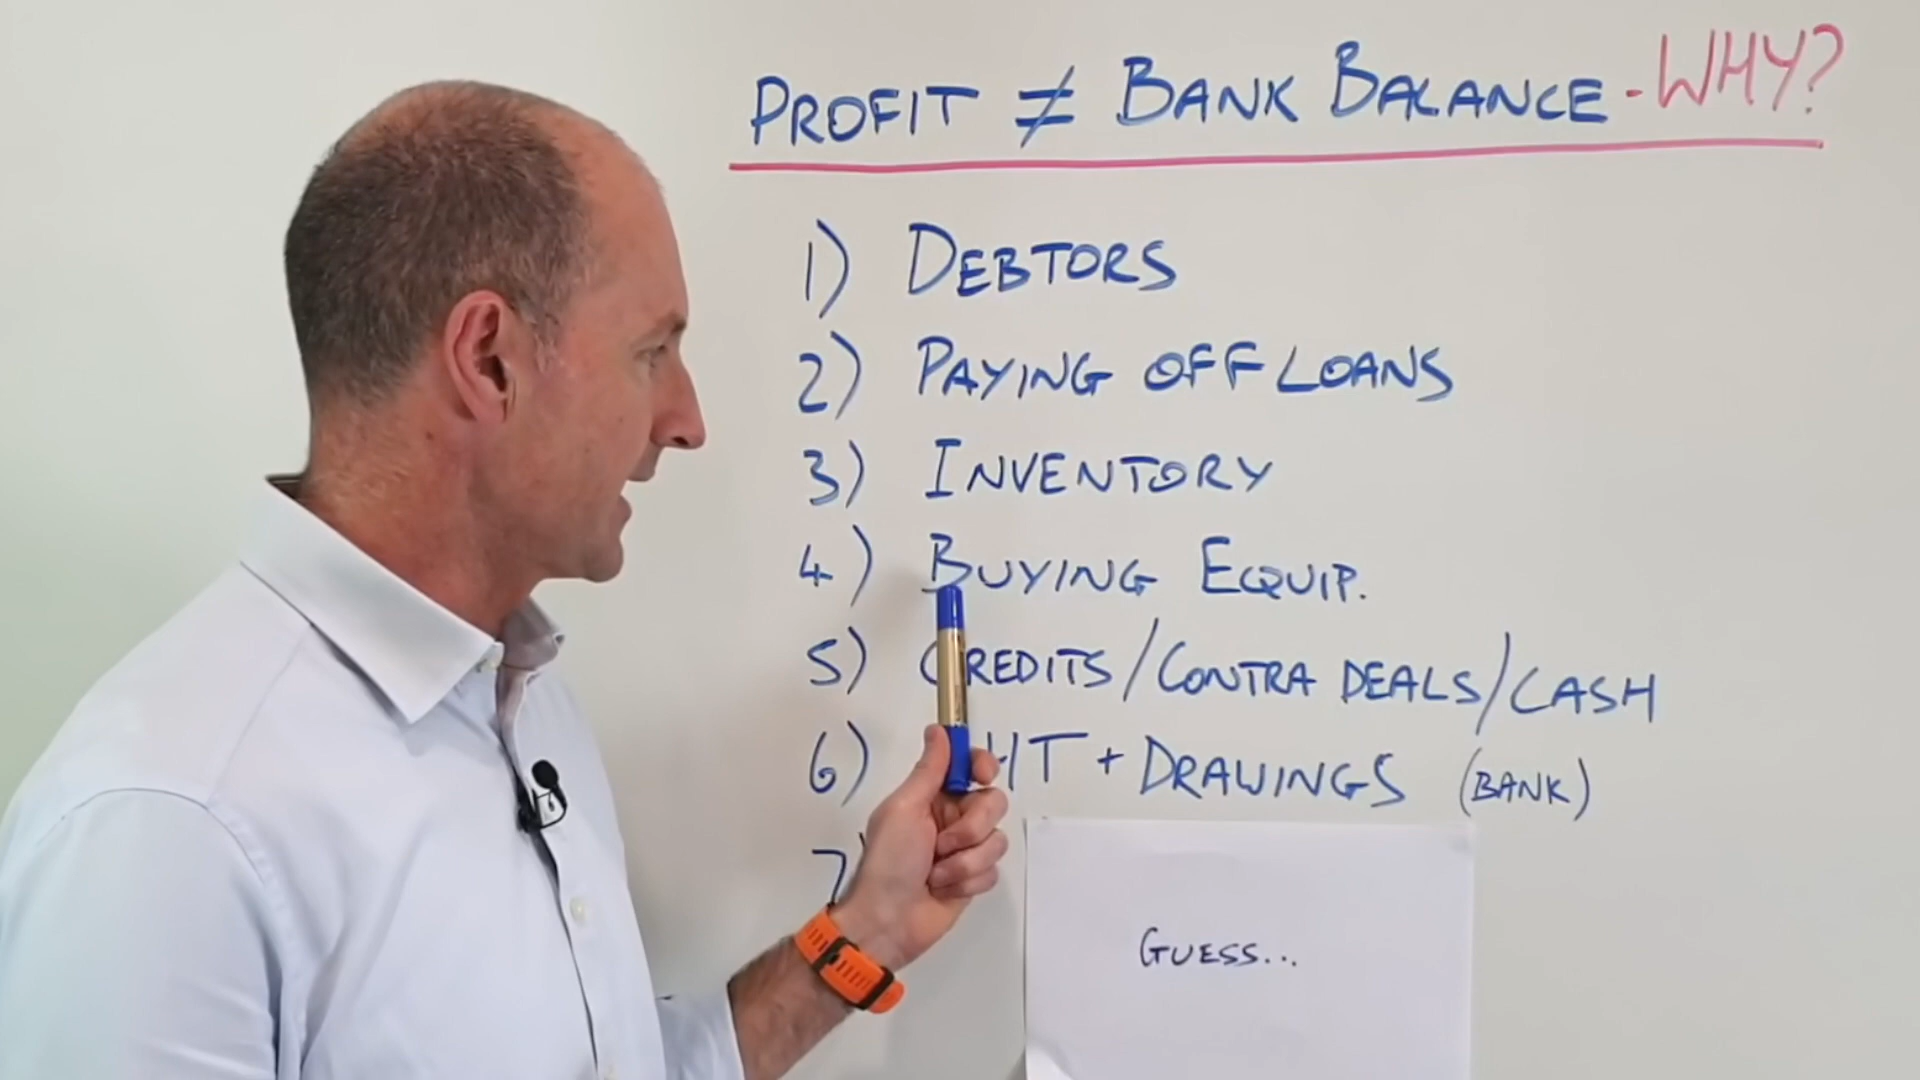 PROFIT ≠ BANK BALANCE - WHY?
1) DEBTORS
2) PAYING OFF LOANS
3) INVENTORY
4) BUYING EQUIP.
5) CREDITS/CONTRA DEALS/CASH
6) + DRAWINGS (BANK)
7)
GUESS...